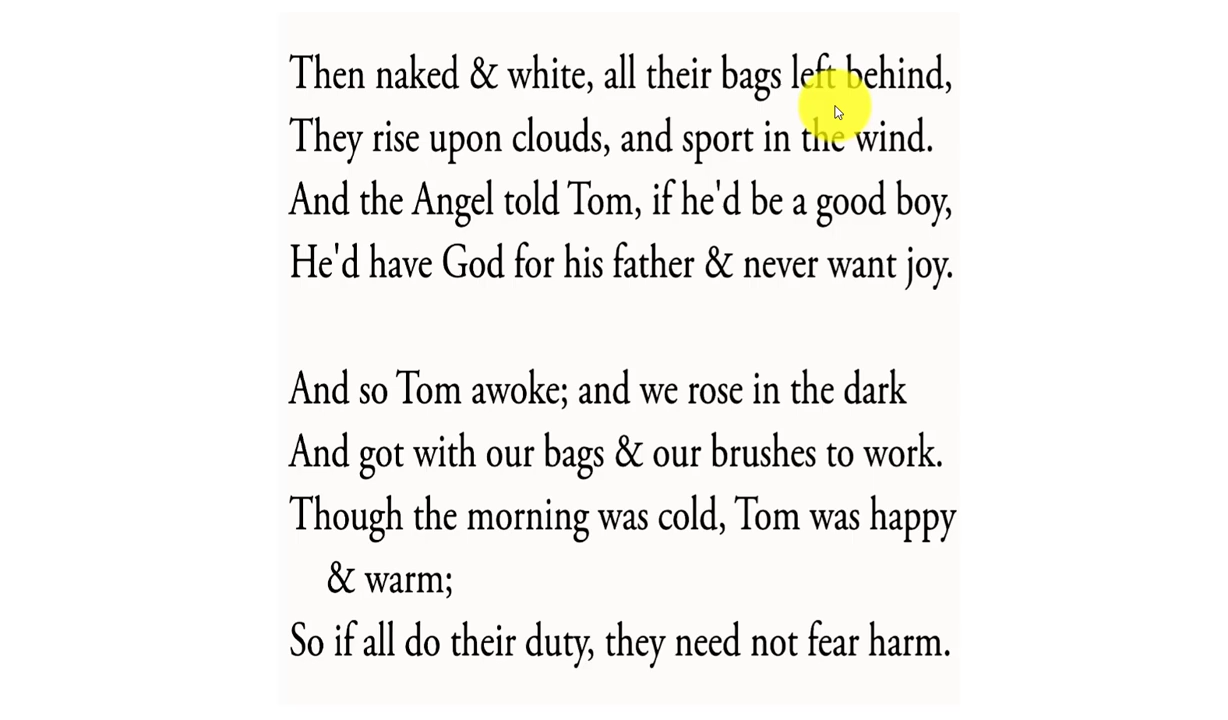 Then naked & white, all their bags left behind,
They rise upon clouds, and sport in the wind.
And the Angel told Tom, if he'd be a good boy,
He'd have God for his father & never want joy.
And so Tom awoke; and we rose in the dark
And got with our bags & our brushes to work.
Though the morning was cold, Tom was happy
& warm;
So if all do their duty, they need not fear harm.